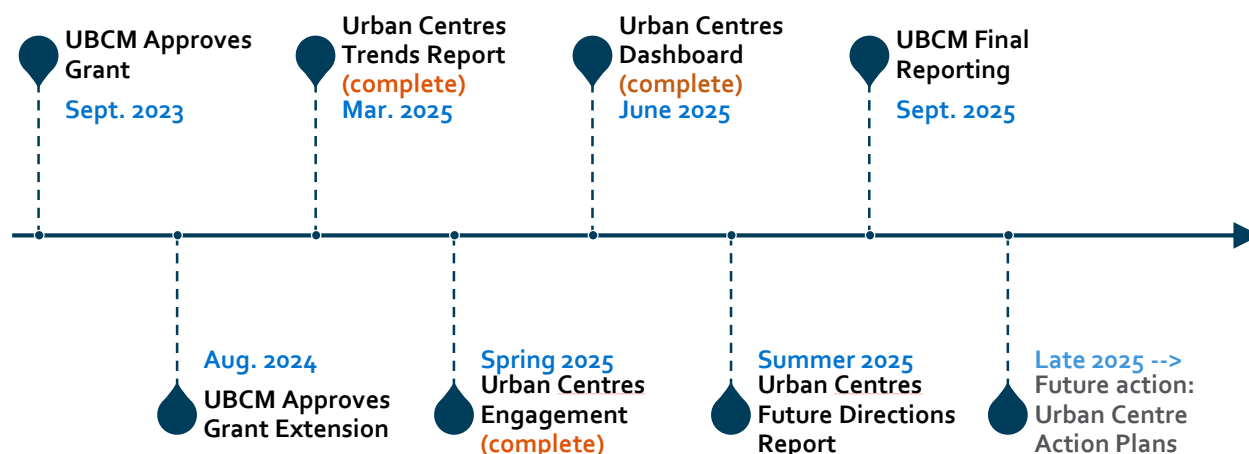 UBCM Approves
Grant
Sept. 2023
Urban Centres
Trends Report
(complete)
Mar. 2025
Urban Centres
Dashboard
(complete)
June 2025
UBCM Final
Reporting
Sept. 2025
Aug. 2024
UBCM Approves
Grant Extension
Spring 2025
Urban Centres
Engagement
(complete)
Summer 2025
Urban Centres
Future Directions
Report
Late 2025 -->
Future action:
Urban Centre
Action Plans